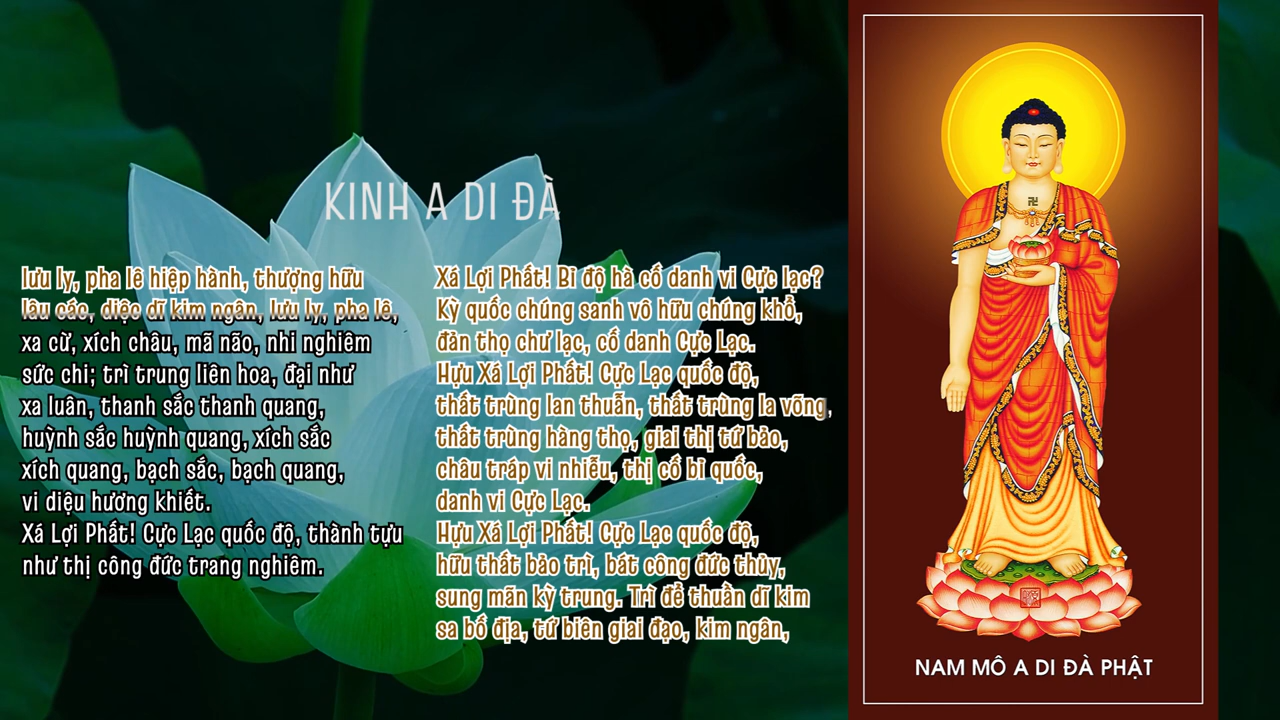 KINH A DI ĐÀ
lưu ly, pha lê hiệp hành, thượng hữu
lâu các, diệc dĩ kim ngân, lưu ly, pha lê,
xa cừ, xích châu, mã não, nhi nghiêm
sức chi; trì trung liên hoa, đại như
xa luân, thanh sắc thanh quang,
huỳnh sắc huỳnh quang, xích sắc
xích quang, bạch sắc, bạch quang,
vi diệu hương khiết.
Xá Lợi Phất! Cực Lạc quốc độ, thành tựu
như thị công đức trang nghiêm.
Xá Lợi Phất! Bỉ độ hà cố danh vi Cực lạc?
Kỳ quốc chúng sanh vô hữu chúng khổ,
đản thọ chư lạc, cố danh Cực Lạc.
Hựu Xá Lợi Phất! Cực Lạc quốc độ,
thất trùng lan thuẫn, thất trùng la võng,
thất trùng hàng thọ, giai thị tứ bảo,
châu tráp vi nhiễu, thị cố bỉ quốc,
danh vi Cực Lạc.
Hựu Xá Lợi Phất! Cực Lạc quốc độ,
hữu thất bảo trì, bát công đức thủy,
sung mãn kỳ trung. Trì để thuần dĩ kim
sa bố địa, tứ biên giai đạo, kim ngân,
卍
NAM MÔ A DI ĐÀ PHẬT